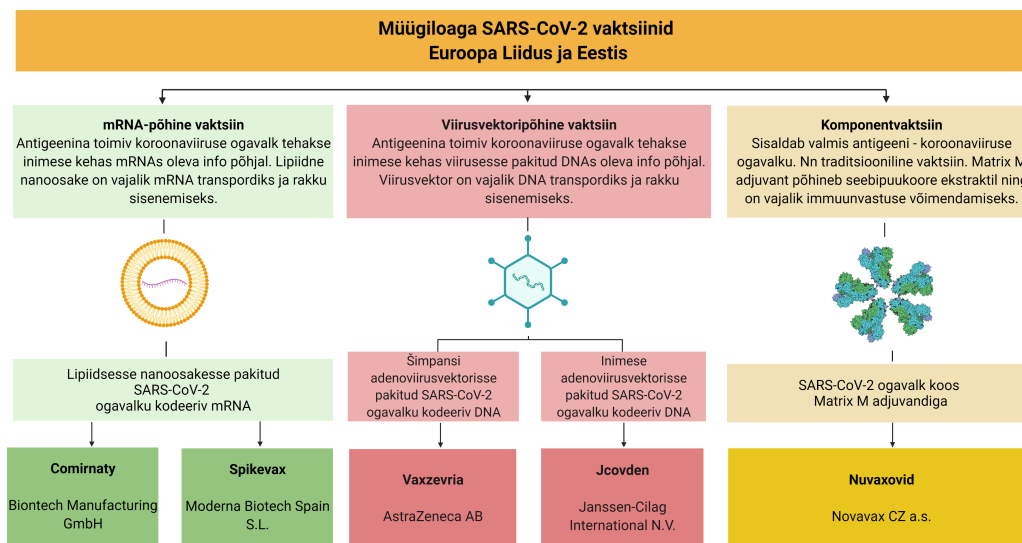 Müügiloaga SARS-CoV-2 vaktsiinid
Euroopa Liidus ja Eestis
mRNA-põhine vaktsiin
Antigeenina toimiv koroonaviiruse ogavalk tehakse
inimese kehas mRNAs oleva info põhjal. Lipiidne
nanoosake on vajalik mRNA transpordiks ja rakku
sisenemiseks.
Viirusvektoripõhine vaktsiin
Antigeenina toimiv koroonaviiruse ogavalk tehakse
inimese kehas viirusesse pakitud DNAs oleva info põhjal.
Viirusvektor on vajalik DNA transpordiks ja rakku
sisenemiseks.
Komponentvaktsiin
Sisaldab valmis antigeeni - koroonaviiruse
ogavalku. Nn traditsiooniline vaktsiin. Matrix M
adjuvant põhineb seebipuukoore ekstraktil ning
on vajalik immuunvastuse võimendamiseks.
Lipiidsesse nanoosakesse pakitud
SARS-CoV-2
ogavalku kodeeriv mRNA
Šimpansi
adenoviirusvektorisse
pakitud SARS-CoV-2
ogavalku kodeeriv DNA
Inimese
adenoviirusvektorisse
pakitud SARS-CoV-2
ogavalku kodeeriv DNA
SARS-CoV-2 ogavalk koos
Matrix M adjuvandiga
Comirnaty
Biontech Manufacturing
GmbH
Spikevax
Moderna Biotech Spain
S.L.
Vaxzevria
AstraZeneca AB
Jcovden
Janssen-Cilag
International N.V.
Nuvaxovid
Novavax CZ a.s.